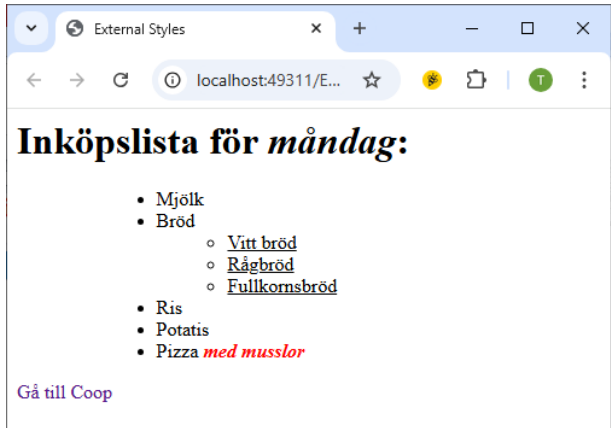 External Styles
localhost:49311/E...
T
Inköpslista för måndag:
Mjölk
Bröd
Vitt bröd
Rågbröd
Fullkornsbröd
Ris
Potatis
Pizza med musslor
Gå till Coop